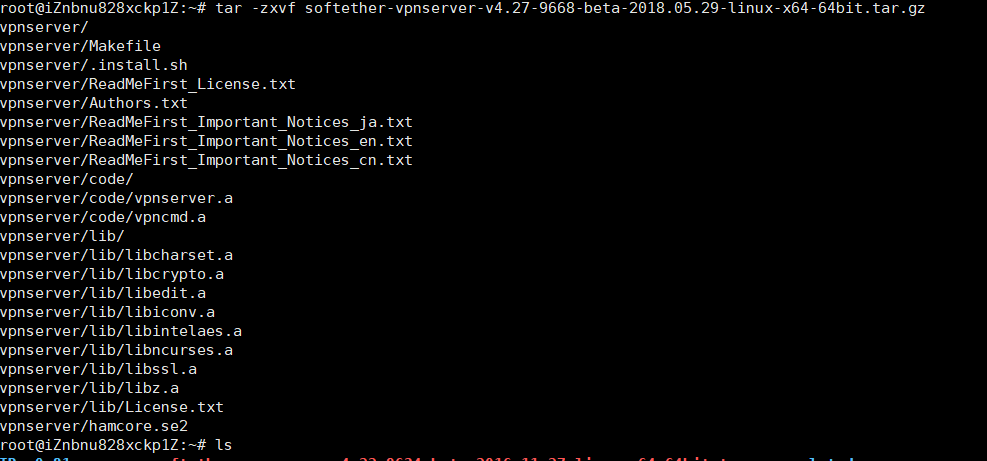 root@iZnbnu828xckp1Z:~# tar -zxvf softether-vpnserver-v4.27-9668-beta-2018.05.29-linux-x64-64bit.tar.gz
vpnserver/
vpnserver/Makefile
vpnserver/.install.sh
vpnserver/ReadMeFirst_License.txt
vpnserver/Authors.txt
vpnserver/ReadMeFirst_Important_Notices_ja.txt
vpnserver/ReadMeFirst_Important_Notices_en.txt
vpnserver/ReadMeFirst_Important_Notices_cn.txt
vpnserver/code/
vpnserver/code/vpnserver.a
vpnserver/code/vpncmd.a
vpnserver/lib/
vpnserver/lib/libcharset.a
vpnserver/lib/libcrypto.a
vpnserver/lib/libedit.a
vpnserver/lib/libiconv.a
vpnserver/lib/libintelaes.a
vpnserver/lib/libncurses.a
vpnserver/lib/libssl.a
vpnserver/lib/libz.a
vpnserver/lib/License.txt
vpnserver/hamcore.se2
root@iZnbnu828xckp1Z:~# ls